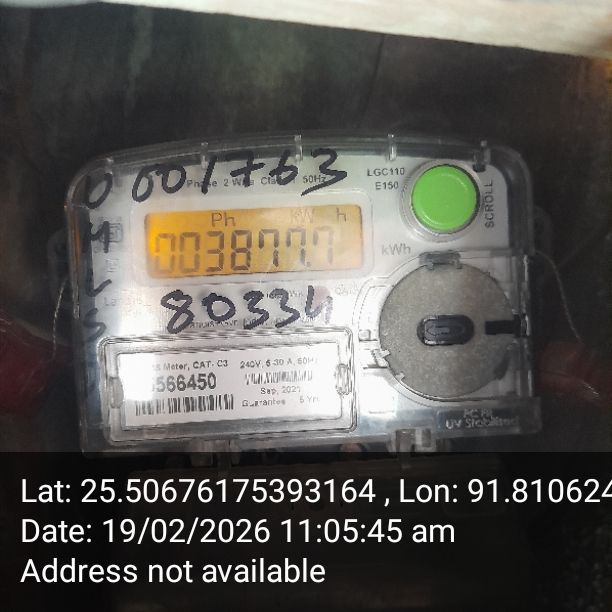 0001763
LGC110
Phase 2 Wire 50Hz
E150
SCROLL
Ph kW h
003877.7
kWh
80334
Meter, CAT- C3 240V, 5-30 A, 50Hz
566450
Sep, 2021
Guarantee 5 Yrs
UV Stabilised
Lat: 25.50676175393164 , Lon: 91.810624
Date: 19/02/2026 11:05:45 am
Address not available